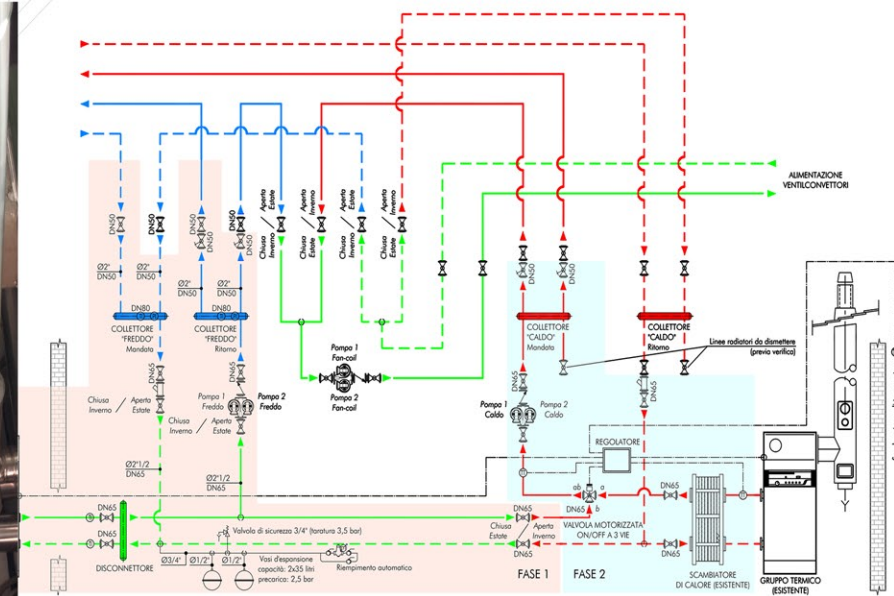 ALIMENTAZIONE
VENTILCONVETTORI
Chiusa / Aperta
Inverno Estate
Chiusa / Aperta
Estate Inverno
Chiusa / Aperta
Inverno Estate
Chiusa / Aperta
Estate Inverno
DN50
DN50
DN50
DN50
DN50
DN50
DN50
DN50
Ø2"
DN50
Ø2"
DN50
Ø2"
DN50
Ø2"
DN50
DN80
DN80
COLLETTORE
"FREDDO"
Mandata
COLLETTORE
"FREDDO"
Ritorno
COLLETTORE
"CALDO"
Mandata
COLLETTORE
"CALDO"
Ritorno
Linee radiatori da dismettere
(previa verifica)
Pompa 1
Fan-coil
Pompa 2
Fan-coil
DN65
DN65
DN65
DN65
Chiusa / Aperta
Inverno Estate
Pompa 1
Freddo
Pompa 2
Freddo
Pompa 1
Caldo
Pompa 2
Caldo
Chiusa / Aperta
Inverno Estate
REGOLATORE
Ø2"1/2
DN65
Ø2"1/2
DN65
ab
a
b
DN65
DN65
DN65
DN65
DN65
DN65
DN65
DN65
Valvola di sicurezza 3/4" (taratura 3,5 bar)
Chiusa / Aperta
Estate Inverno
VALVOLA MOTORIZZATA
ON/OFF A 3 VIE
DISCONNETTORE
Ø3/4"
Ø1/2"
Ø1/2"
Vasi d'espansione
capacità: 2x35 litri
precarica: 2,5 bar
Riempimento automatico
FASE 1
FASE 2
SCAMBIATORE
DI CALORE (ESISTENTE)
GRUPPO TERMICO
(ESISTENTE)